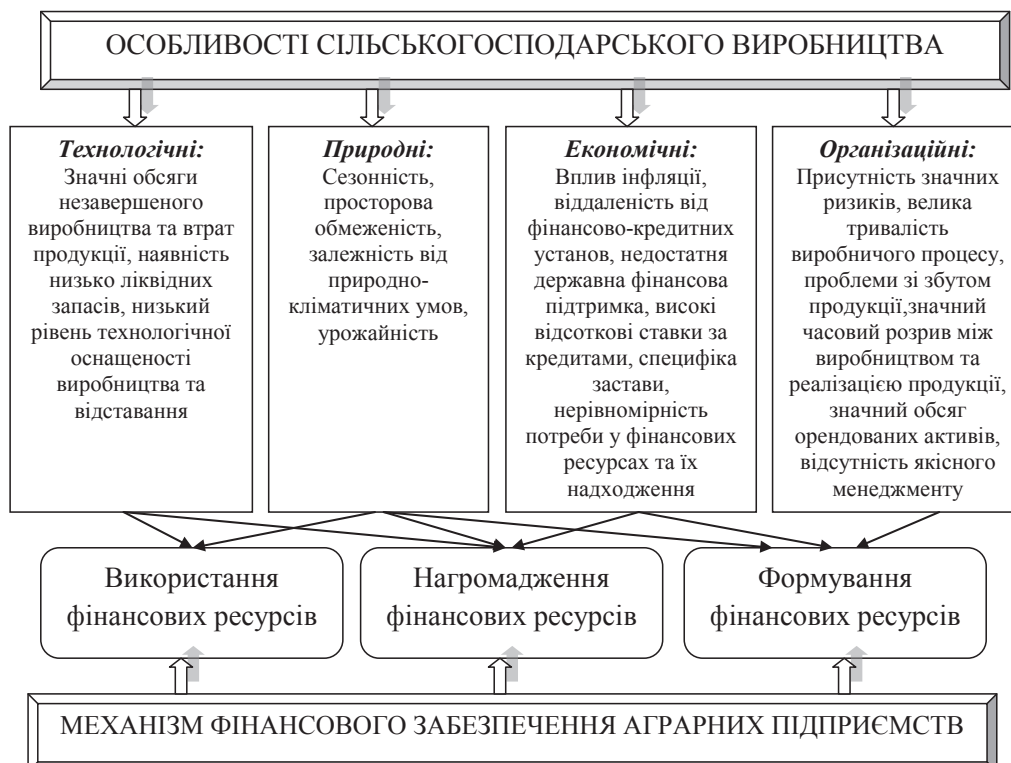 ОСОБЛИВОСТІ СІЛЬСЬКОГОСПОДАРСЬКОГО ВИРОБНИЦТВА
Технологічні:
Значні обсяги
незавершеного
виробництва та втрат
продукції, наявність
низько ліквідних
запасів, низький
рівень технологічної
оснащеності
виробництва та
відставання
Природні:
Сезонність,
просторова
обмеженість,
залежність від
природно-
кліматичних умов,
урожайність
Економічні:
Вплив інфляції,
віддаленість від
фінансово-кредитних
установ, недостатня
державна фінансова
підтримка, високі
відсоткові ставки за
кредитами, специфіка
застави,
нерівномірність
потреби у фінансових
ресурсах та їх
надходження
Організаційні:
Присутність значних
ризиків, велика
тривалість
виробничого процесу,
проблеми зі збутом
продукції,значний
часовий розрив між
виробництвом та
реалізацією продукції,
значний обсяг
орендованих активів,
відсутність якісного
менеджменту
Використання
фінансових ресурсів
Нагромадження
фінансових ресурсів
Формування
фінансових ресурсів
МЕХАНІЗМ ФІНАНСОВОГО ЗАБЕЗПЕЧЕННЯ АГРАРНИХ ПІДПРИЄМСТВ